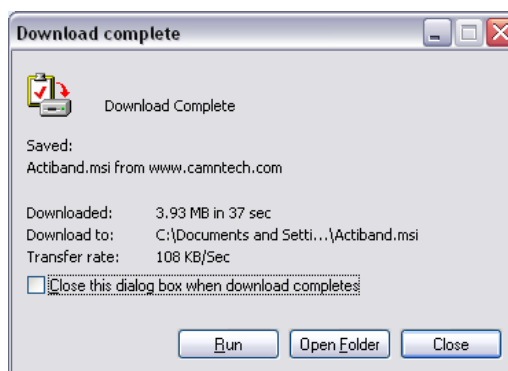 Download complete
Download Complete
Saved:
Actiband.msi from www.camntech.com
Downloaded: 3.93 MB in 37 sec
Download to: C:\Documents and Setti...\Actiband.msi
Transfer rate: 108 KB/Sec
Close this dialog box when download completes
Run Open Folder Close